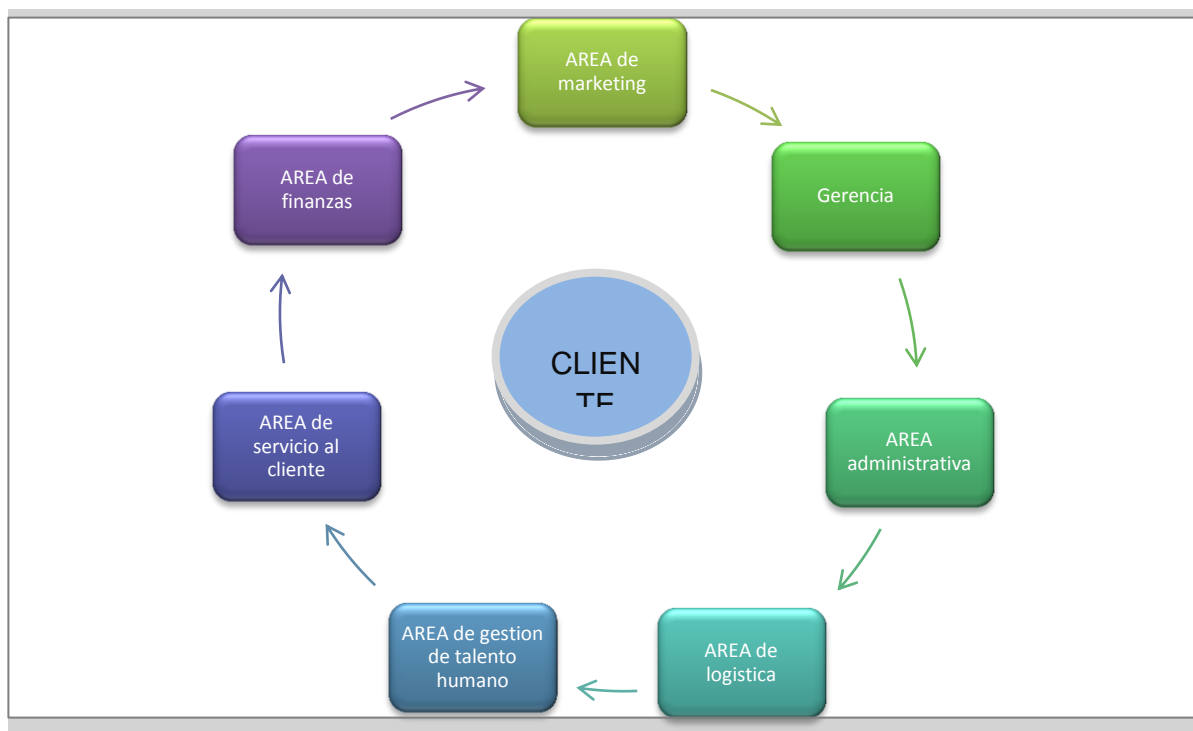 AREA de
marketing
Gerencia
AREA
administrativa
AREA de
logistica
AREA de gestion
de talento
humano
AREA de
servicio al
cliente
AREA de
finanzas
CLIEN
TE